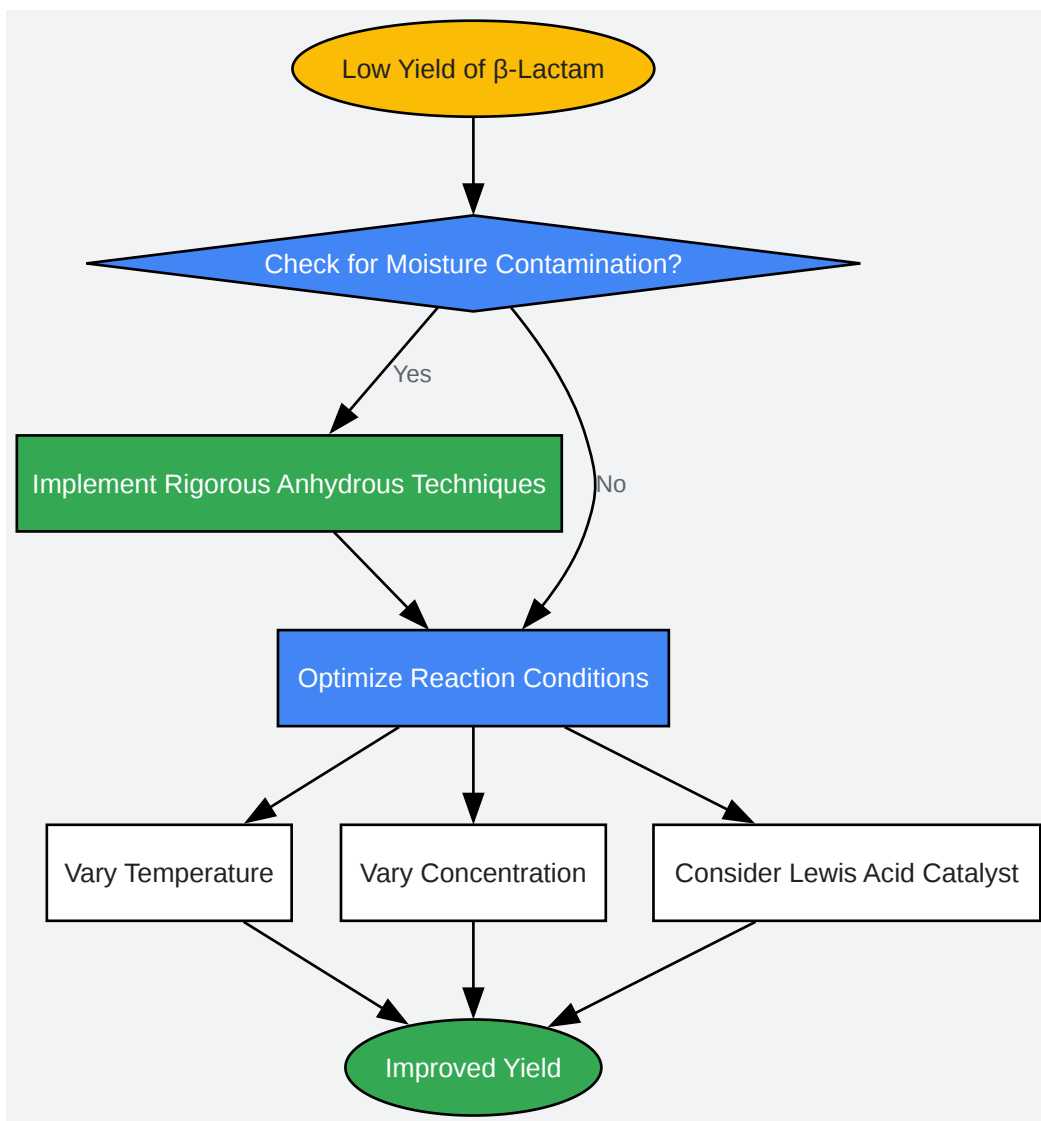 Low Yield of β-Lactam
Check for Moisture Contamination?
Yes
Implement Rigorous Anhydrous Techniques
No
Optimize Reaction Conditions
Vary Temperature
Vary Concentration
Consider Lewis Acid Catalyst
Improved Yield